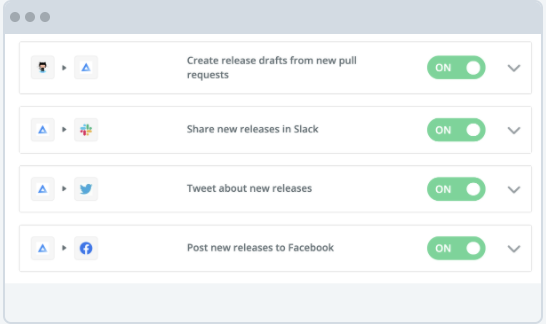 Create release drafts from new pull
requests
ON
Share new releases in Slack
ON
Tweet about new releases
ON
Post new releases to Facebook
ON